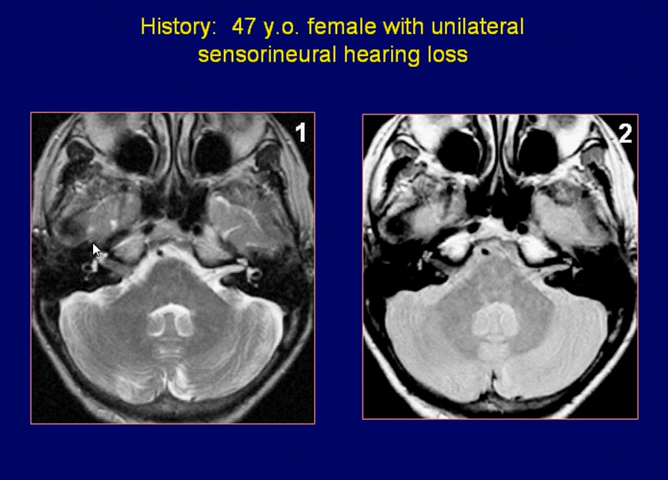 History: 47 y.o. female with unilateral
sensorineural hearing loss
1
2